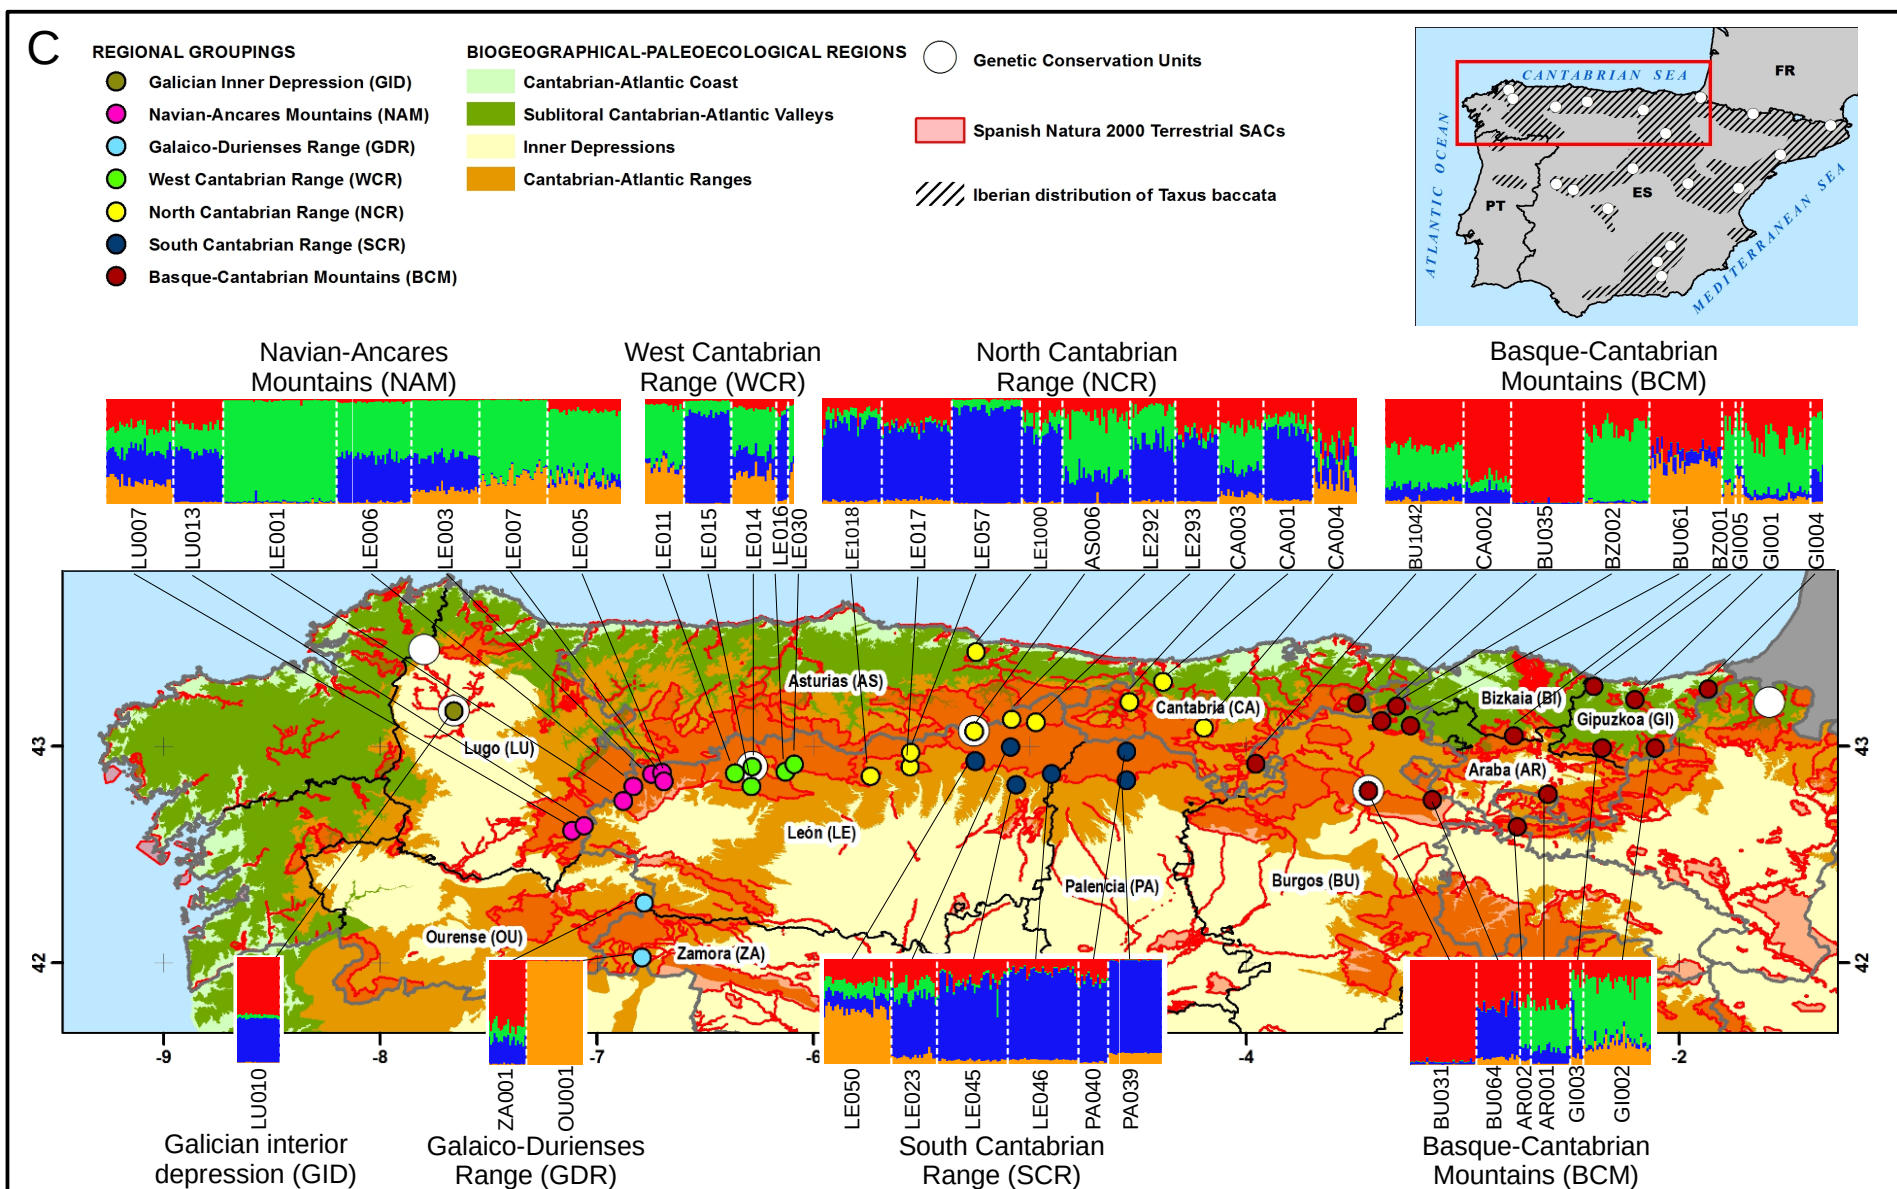 C
REGIONAL GROUPINGS
Galician Inner Depression (GID)
Navian-Ancares Mountains (NAM)
Galaico-Durienses Range (GDR)
West Cantabrian Range (WCR)
North Cantabrian Range (NCR)
South Cantabrian Range (SCR)
Basque-Cantabrian Mountains (BCM)
BIOGEOGRAPHICAL-PALEOECOLOGICAL REGIONS
Cantabrian-Atlantic Coast
Sublitoral Cantabrian-Atlantic Valleys
Inner Depressions
Cantabrian-Atlantic Ranges
Genetic Conservation Units
Spanish Natura 2000 Terrestrial SACs
Iberian distribution of Taxus baccata
CANTABRIAN SEA
FR
ATLANTIC OCEAN
PT
ES
MEDITERRANEAN SEA
Navian-Ancares
Mountains (NAM)
West Cantabrian
Range (WCR)
North Cantabrian
Range (NCR)
Basque-Cantabrian
Mountains (BCM)
LU007
LU013
LE001
LE006
LE003
LE007
LE005
LE011
LE015
LE014
LE016
LE030
LE1018
LE017
LE057
LE1000
AS006
LE292
LE293
CA003
CA001
CA004
BU1042
CA002
BU035
BZ002
BU061
BZ001
GI005
GI001
GI004
Asturias (AS)
Cantabria (CA)
Bizkaia (BI)
Gipuzkoa (GI)
Lugo (LU)
Araba (AR)
León (LE)
Palencia (PA)
Burgos (BU)
Ourense (OU)
Zamora (ZA)
43
43
42
42
-9
-8
-7
-6
-4
-2
LU010
ZA001
OU001
LE050
LE023
LE045
LE046
PA040
PA039
BU031
BU064
AR002
AR001
GI003
GI002
Galician interior
depression (GID)
Galaico-Durienses
Range (GDR)
South Cantabrian
Range (SCR)
Basque-Cantabrian
Mountains (BCM)